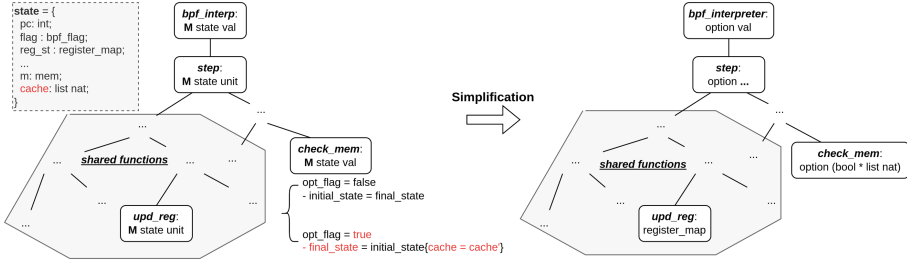 state = {
pc: int;
flag : bpf_flag;
reg_st : register_map;
...
m: mem;
cache: list nat;
}
bpf_interp:
M state val
step:
M state unit
...
...
...
shared functions
...
...
...
...
...
check_mem:
M state val
upd_reg:
M state unit
opt_flag = false
- initial_state = final_state
opt_flag = true
- final_state = initial_state{cache = cache'}
Simplification
bpf_interpreter:
option val
step:
option ...
...
...
...
shared functions
...
...
...
...
...
check_mem:
option (bool * list nat)
upd_reg:
register_map